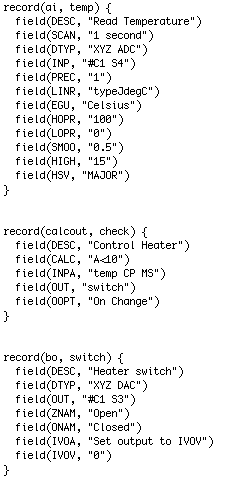 record(ai, temp) {
field(DESC, "Read Temperature")
field(SCAN, "1 second")
field(DTYP, "XYZ ADC")
field(INP, "#C1 S4")
field(PREC, "1")
field(LINR, "typeJdegC")
field(EGU, "Celsius")
field(HOPR, "100")
field(LOPR, "0")
field(SMOO, "0.5")
field(HIGH, "15")
field(HSV, "MAJOR")
}
record(calcout, check) {
field(DESC, "Control Heater")
field(CALC, "A<10")
field(INPA, "temp CP MS")
field(OUT, "switch")
field(OOPT, "On Change")
}
record(bo, switch) {
field(DESC, "Heater switch")
field(DTYP, "XYZ DAC")
field(OUT, "#C1 S3")
field(ZNAM, "Open")
field(ONAM, "Closed")
field(IVOA, "Set output to IVOV")
field(IVOV, "0")
}